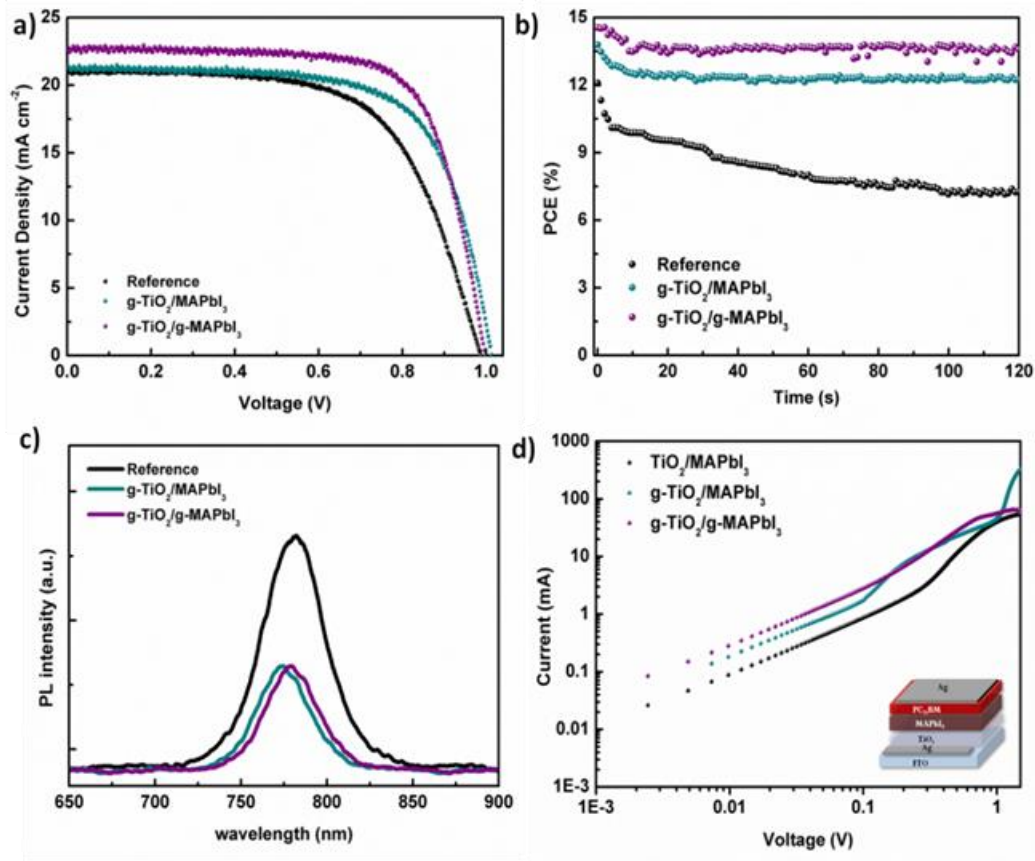 a)
25
20
15
10
5
0
Current Density (mA cm⁻²)
Reference
g-TiO₂/MAPbI₃
g-TiO₂/g-MAPbI₃
0.0 0.2 0.4 0.6 0.8 1.0
Voltage (V)
b)
15
12
9
6
3
0
PCE (%)
Reference
g-TiO₂/MAPbI₃
g-TiO₂/g-MAPbI₃
0 20 40 60 80 100 120
Time (s)
c)
PL intensity (a.u.)
Reference
g-TiO₂/MAPbI₃
g-TiO₂/g-MAPbI₃
650 700 750 800 850 900
wavelength (nm)
d)
1000
100
10
1
0.1
0.01
1E-3
Current (mA)
TiO₂/MAPbI₃
g-TiO₂/MAPbI₃
g-TiO₂/g-MAPbI₃
Ag
MAPbI₃
TiO₂
Ag
FTO
1E-3 0.01 0.1 1
Voltage (V)